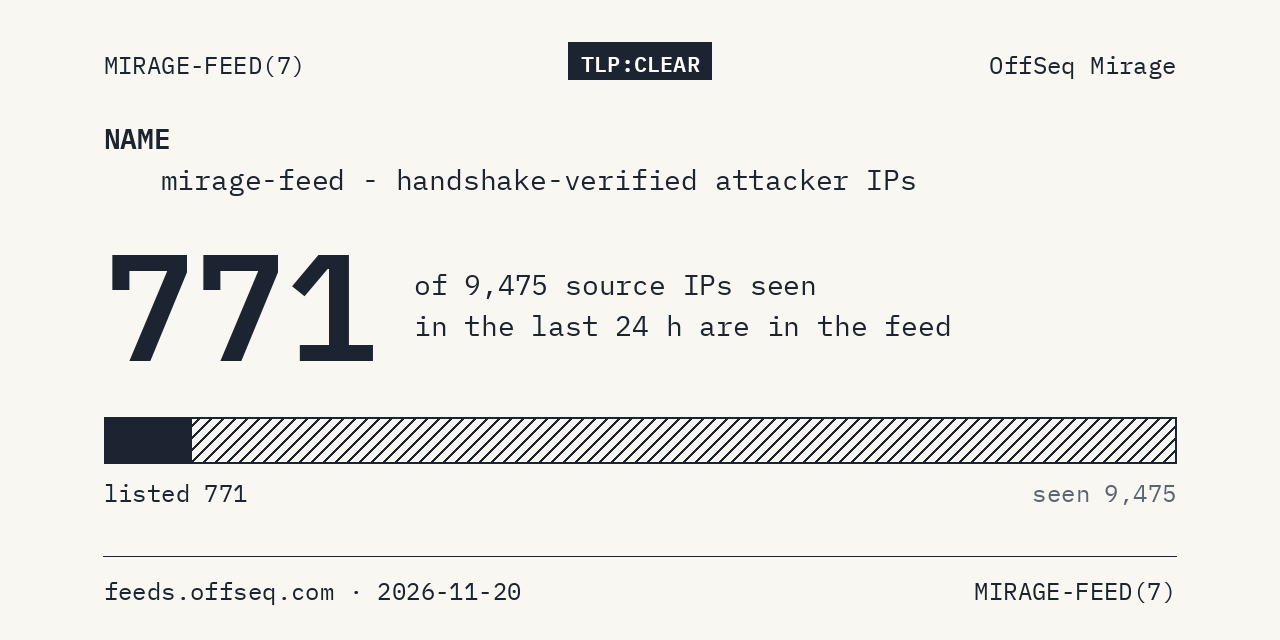 MIRAGE-FEED(7)
TLP:CLEAR
OffSeq Mirage
NAME
mirage-feed - handshake-verified attacker IPs
771
of 9,475 source IPs seen
in the last 24 h are in the feed
listed 771
seen 9,475
feeds.offseq.com · 2026-11-20
MIRAGE-FEED(7)